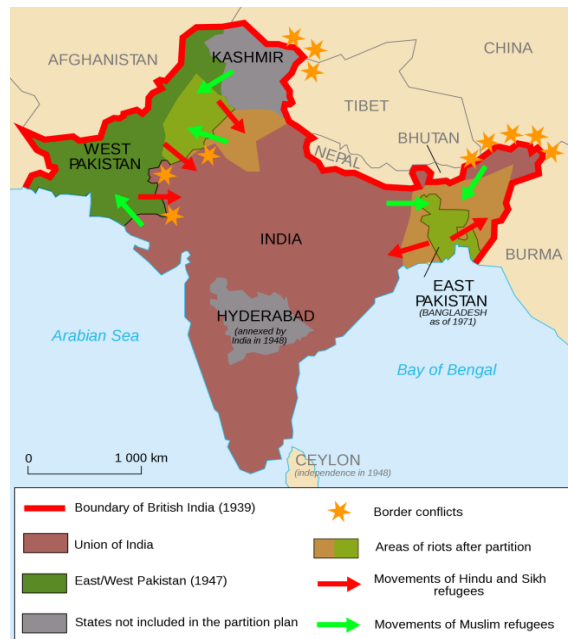 AFGHANISTAN
KASHMIR
CHINA
TIBET
BHUTAN
NEPAL
WEST
PAKISTAN
INDIA
BURMA
EAST
PAKISTAN
(BANGLADESH
as of 1971)
HYDERABAD
(annexed by
India in 1948)
Arabian Sea
Bay of Bengal
CEYLON
(independence in 1948)
0 1 000 km
Boundary of British India (1939)
Border conflicts
Union of India
Areas of riots after partition
East/West Pakistan (1947)
Movements of Hindu and Sikh
refugees
States not included in the partition plan
Movements of Muslim refugees